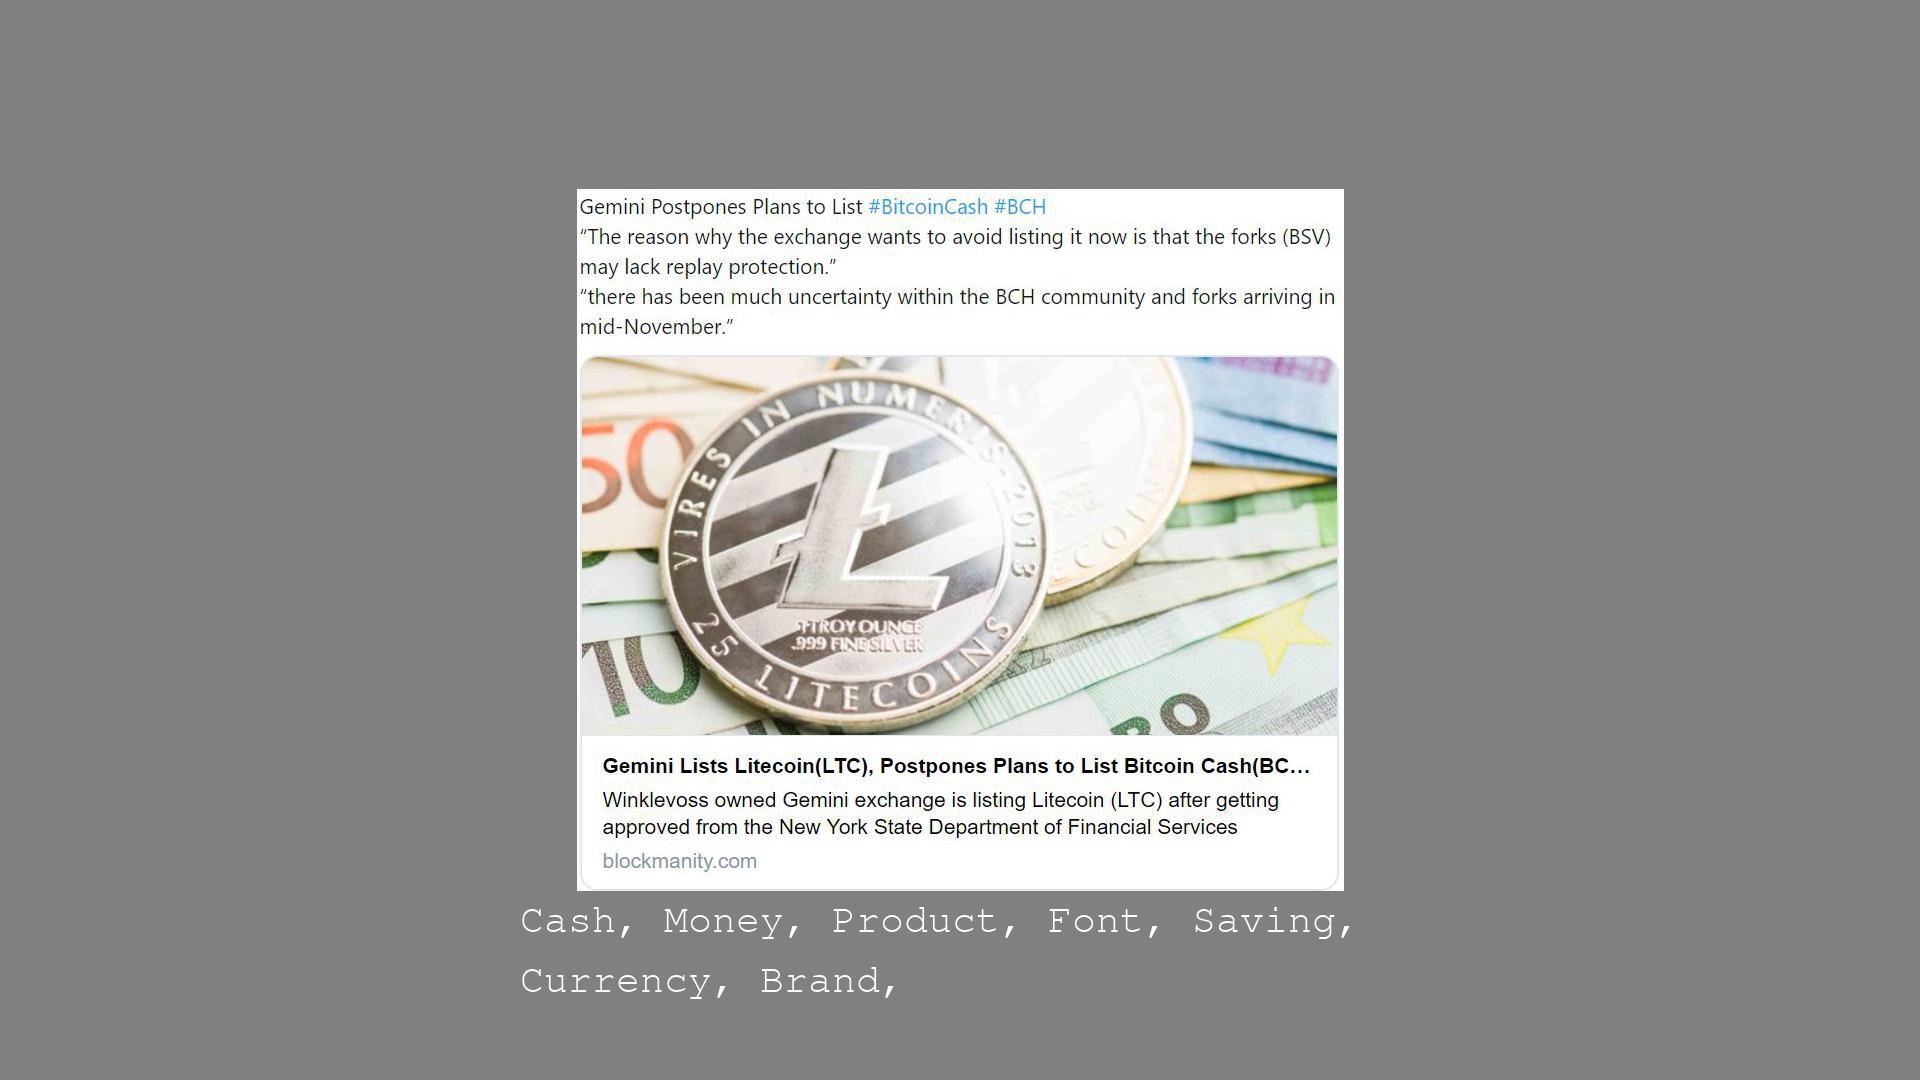 Gemini Postpones Plans to List #BitcoinCash #BCH
“The reason why the exchange wants to avoid listing it now is that the forks (BSV)
may lack replay protection.”
“there has been much uncertainty within the BCH community and forks arriving in
mid-November.”
50
VIRES IN NUMERIS 2013
TROY OUNCE
.999 FINE SILVER
25 LITECOINS
10
Gemini Lists Litecoin(LTC), Postpones Plans to List Bitcoin Cash(BC…
Winklevoss owned Gemini exchange is listing Litecoin (LTC) after getting
approved from the New York State Department of Financial Services
blockmanity.com
Cash, Money, Product, Font, Saving,
Currency, Brand,